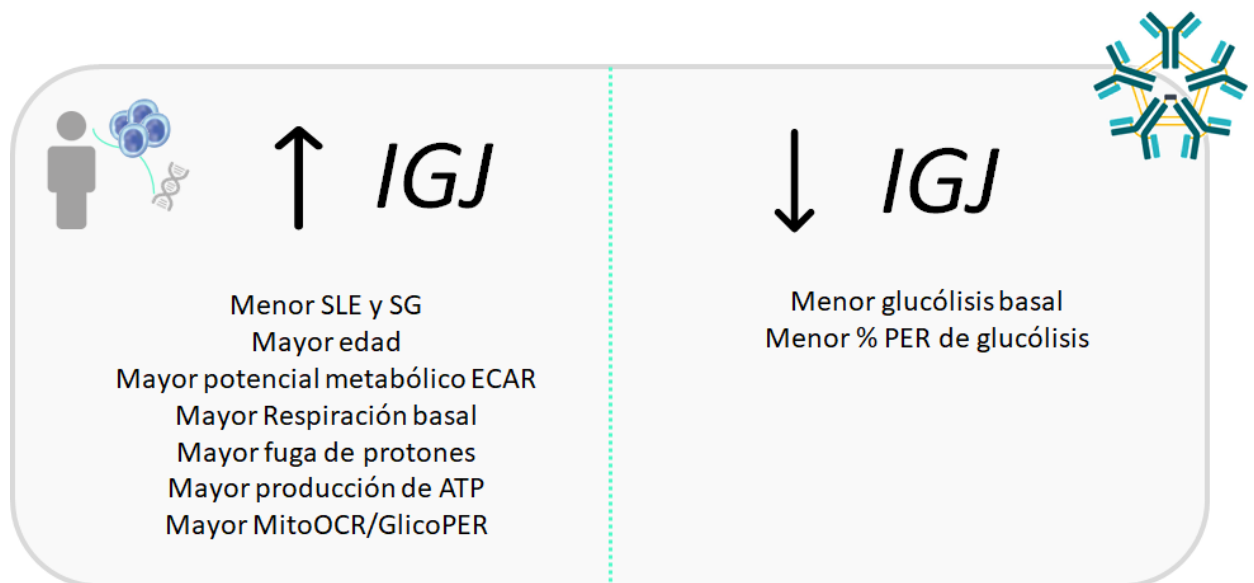 ↑ IGJ
Menor SLE y SG
Mayor edad
Mayor potencial metabólico ECAR
Mayor Respiración basal
Mayor fuga de protones
Mayor producción de ATP
Mayor MitoOCR/GlicoPER
↓ IGJ
Menor glucólisis basal
Menor % PER de glucólisis